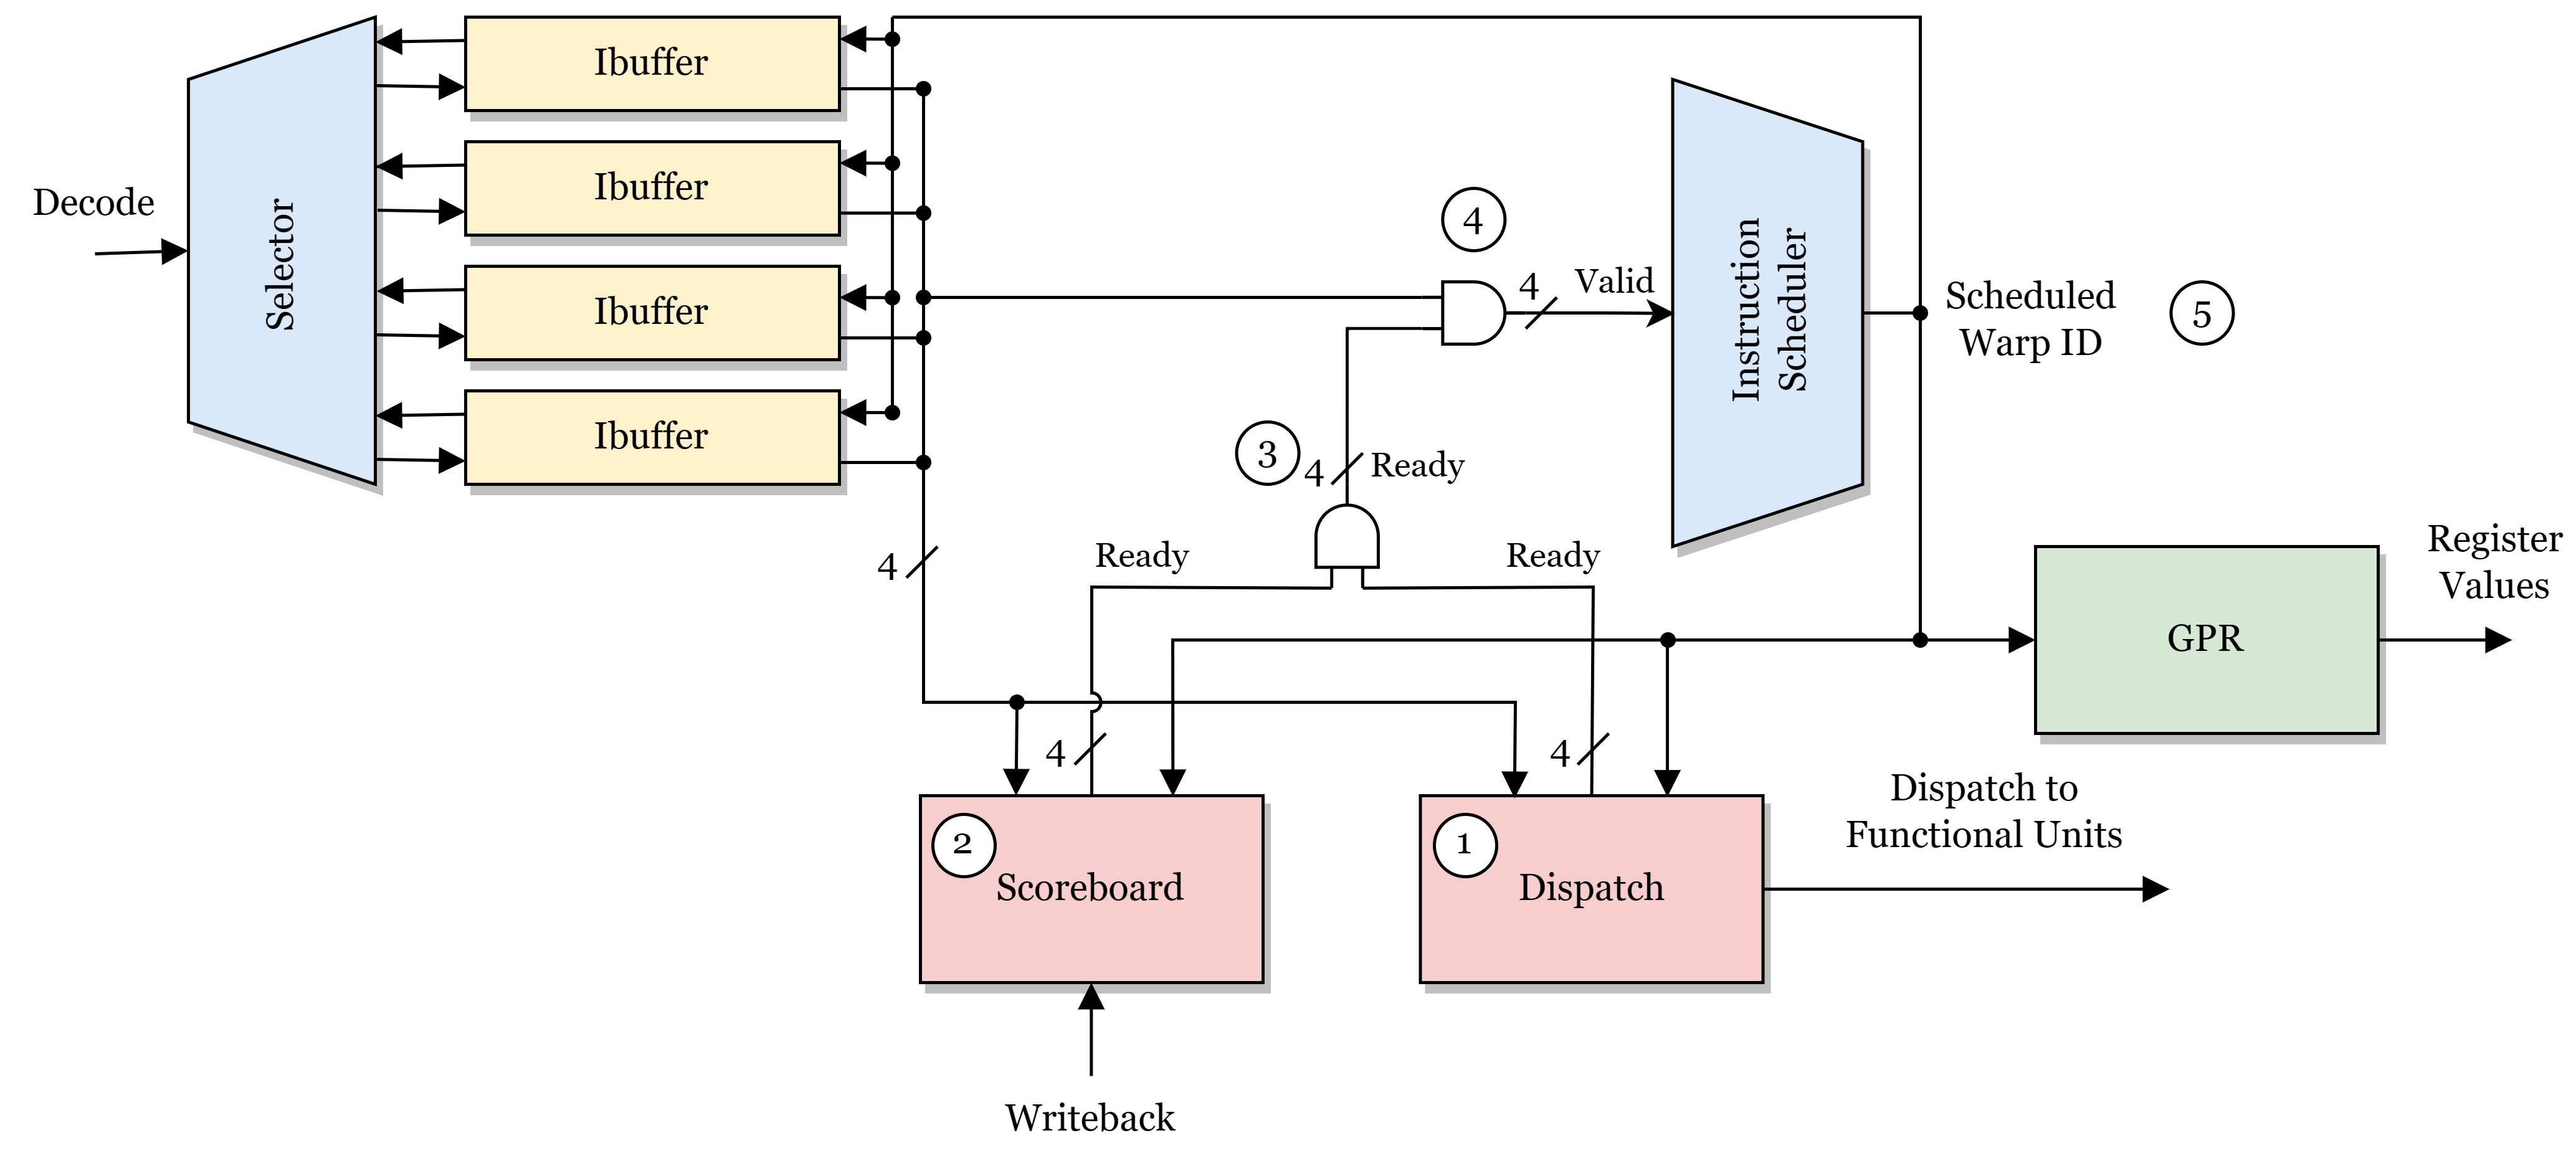 Decode
Selector
Ibuffer
Ibuffer
Ibuffer
Ibuffer
4
4
4
Valid
Instruction
Scheduler
Scheduled
Warp ID
5
3
4
Ready
Ready
Ready
4
4
GPR
Register
Values
2
Scoreboard
1
Dispatch
Dispatch to
Functional Units
Writeback